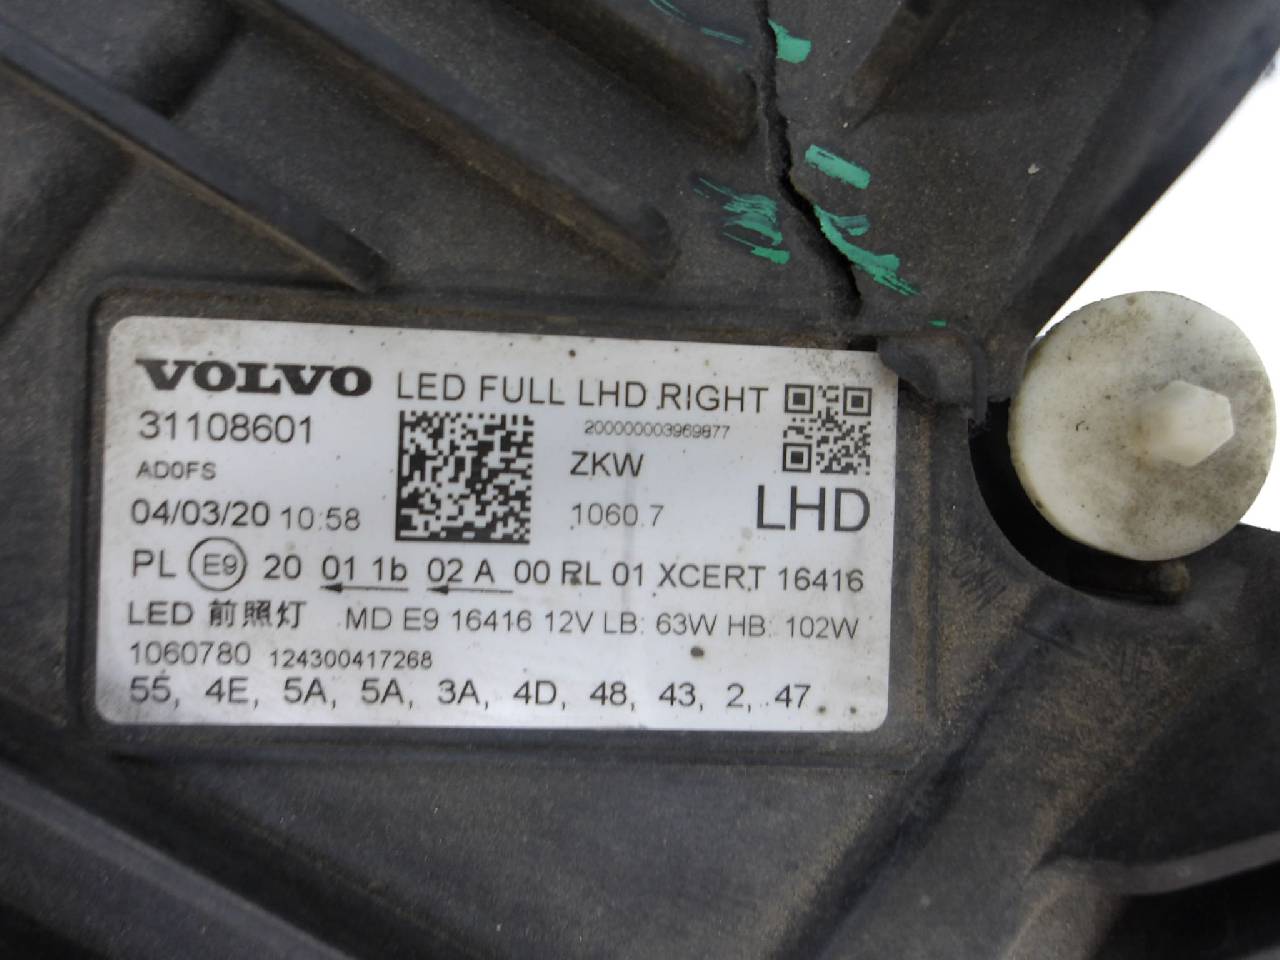 VOLVO LED FULL LHD RIGHT
31108601 200000003969877
AD0FS ZKW
04/03/20 10:58 1060.7 LHD
PL E9 20 01 1b 02 A 00 RL 01 XCERT 16416
LED 前照灯 MD E9 16416 12V LB: 63W HB: 102W
1060780 124300417268
55, 4E, 5A, 5A, 3A, 4D, 48, 43, 2, 47